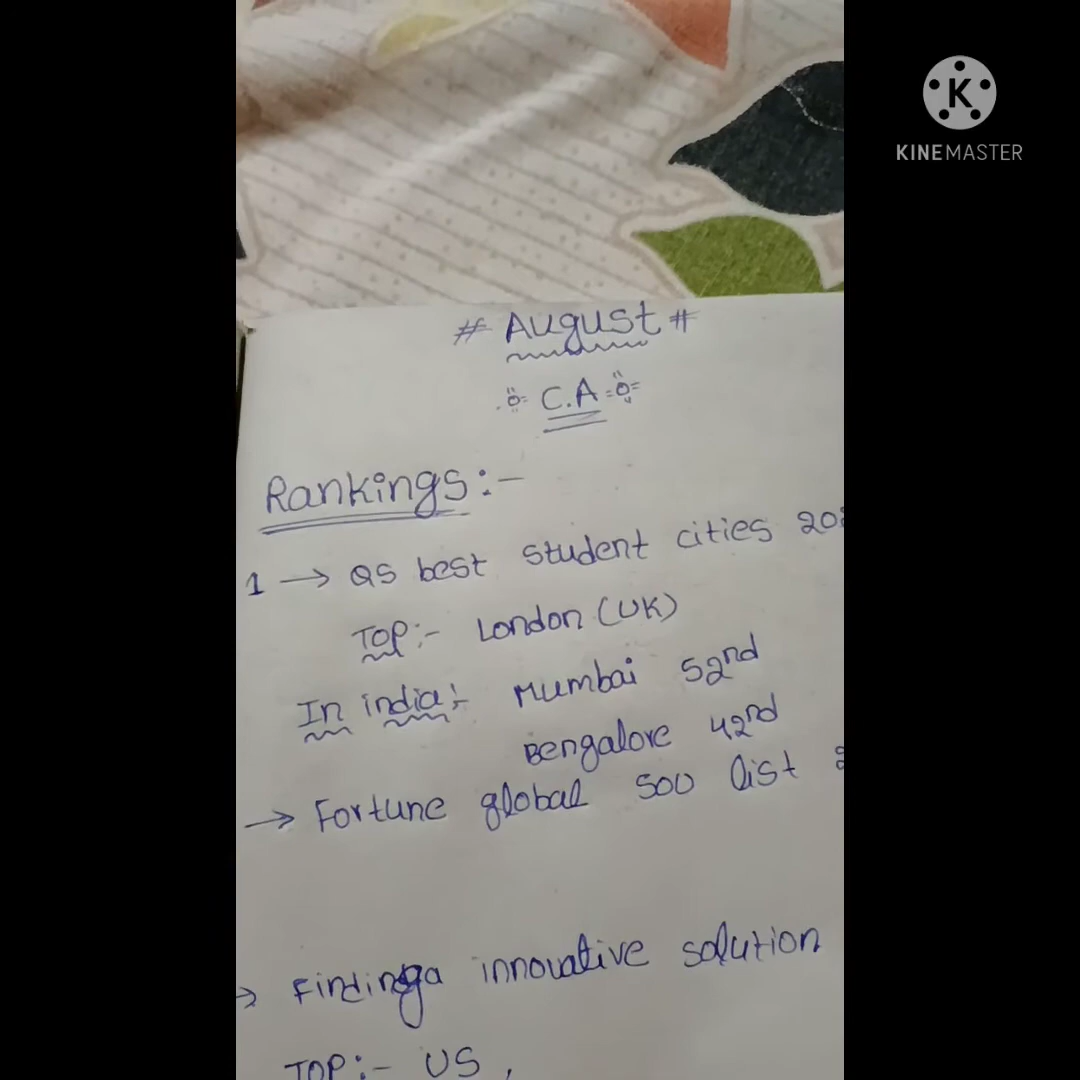 K
KINEMASTER
# August #
C.A
Rankings:-
1 → QS best student cities
Top:- London (UK)
In india:- Mumbai 52nd
Bengalore 42nd
→ Fortune global 500 list
→ Findinga innovative solution
TOP:- US,